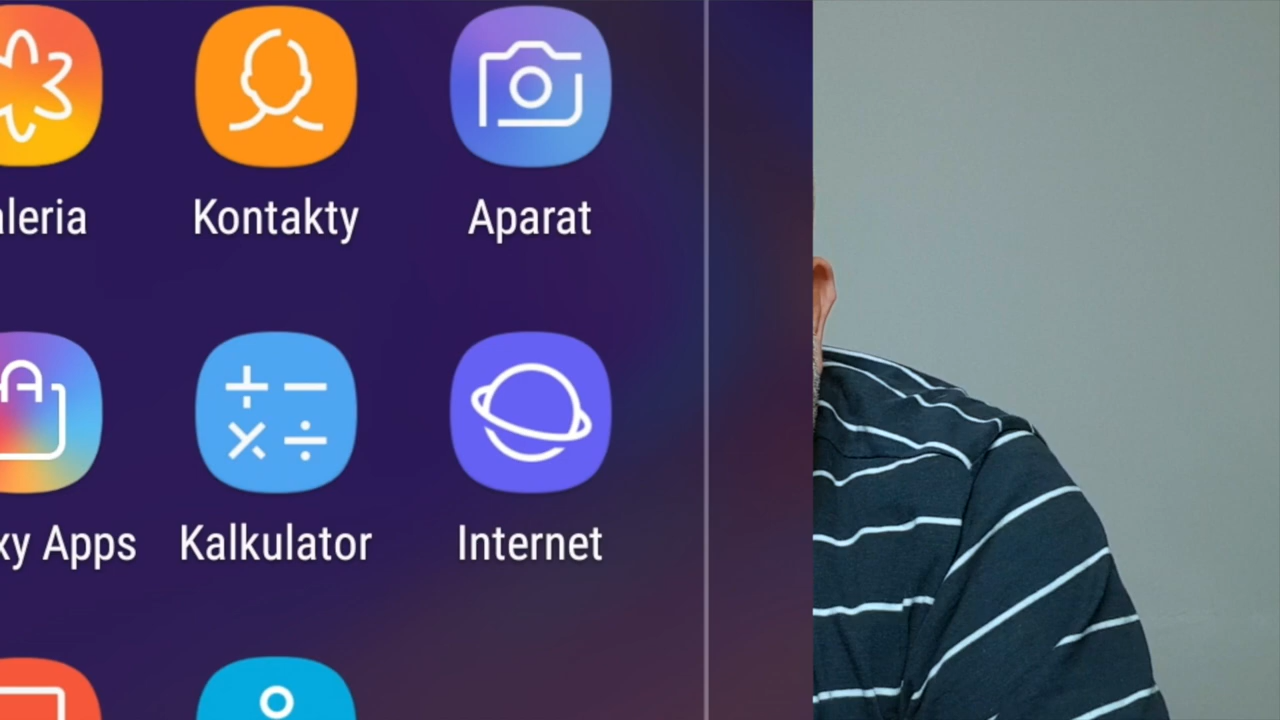 aleria
Kontakty
Aparat
xy Apps
Kalkulator
Internet